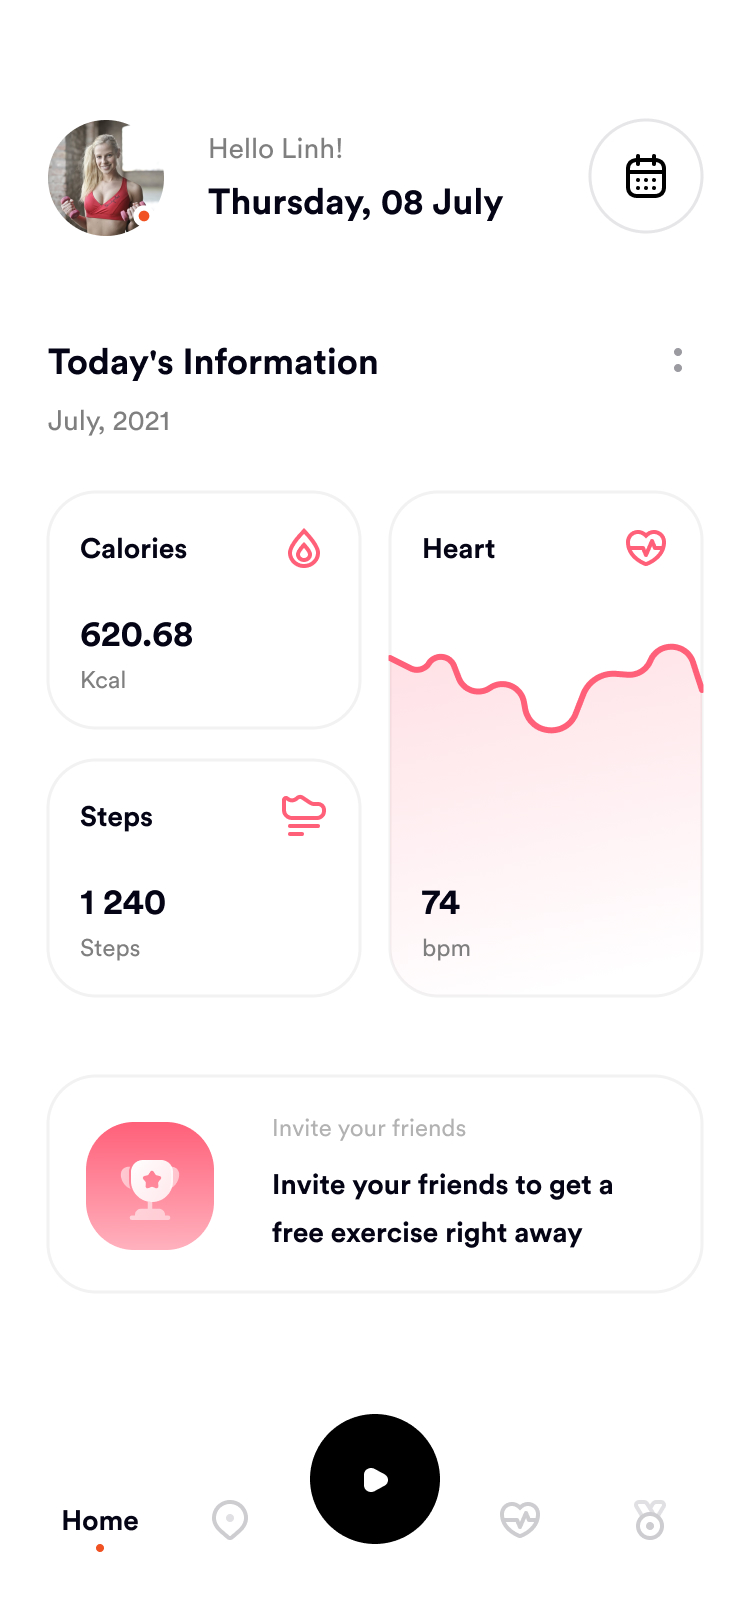 Hello Linh!
Thursday, 08 July
Today's Information
July, 2021
Calories
620.68
Kcal
Heart
74
bpm
Steps
1 240
Steps
Invite your friends
Invite your friends to get a
free exercise right away
Home